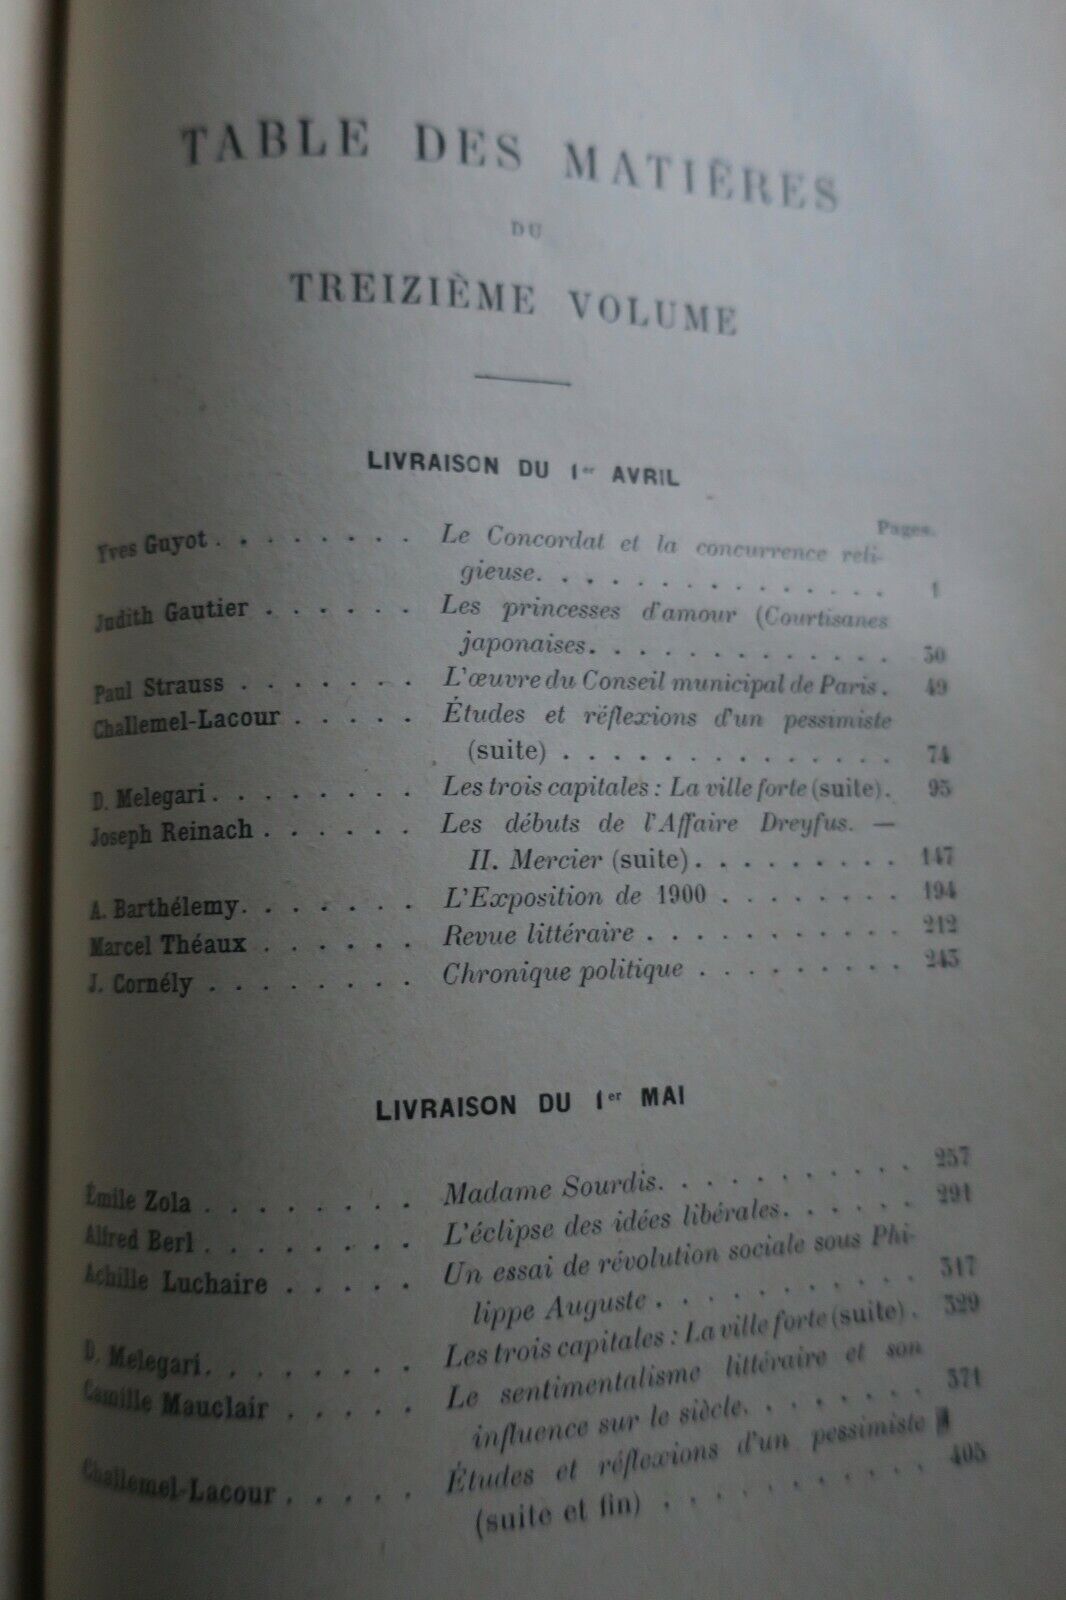 TABLE DES MATIÈRES
DU
TREIZIÈME VOLUME
LIVRAISON DU 1er AVRIL
Pages.
Yves Guyot . . . . . . . . Le Concordat et la concurrence reli-
gieuse. . . . . . . . . . . . . . 1
Judith Gautier . . . . . . Les princesses d'amour (Courtisanes
japonaises. . . . . . . . . . . . . 30
Paul Strauss . . . . . . . L'œuvre du Conseil municipal de Paris . 49
Challemel-Lacour . . . . . Études et réflexions d'un pessimiste
(suite) . . . . . . . . . . . . . . 74
D. Melegari. . . . . . . . Les trois capitales : La ville forte (suite). 95
Joseph Reinach . . . . . . Les débuts de l'Affaire Dreyfus. —
II. Mercier (suite). . . . . . . . . 147
A. Barthélemy. . . . . . . L'Exposition de 1900 . . . . . . . . 194
Marcel Théaux . . . . . . Revue littéraire . . . . . . . . . . . 212
J. Cornély . . . . . . . . Chronique politique . . . . . . . . . 243
LIVRAISON DU 1er MAI
Émile Zola . . . . . . . . Madame Sourdis. . . . . . . . . . 257
Alfred Berl . . . . . . . . L'éclipse des idées libérales. . . . . . 291
Achille Luchaire . . . . . Un essai de révolution sociale sous Phi-
lippe Auguste . . . . . . . . . . . 317
D. Melegari. . . . . . . . Les trois capitales : La ville forte (suite) . 329
Camille Mauclair . . . . . Le sentimentalisme littéraire et son
influence sur le siècle. . . . . . . . 371
Challemel-Lacour . . . . . Études et réflexions d'un pessimiste
(suite et fin) . . . . . . . . . . . 405